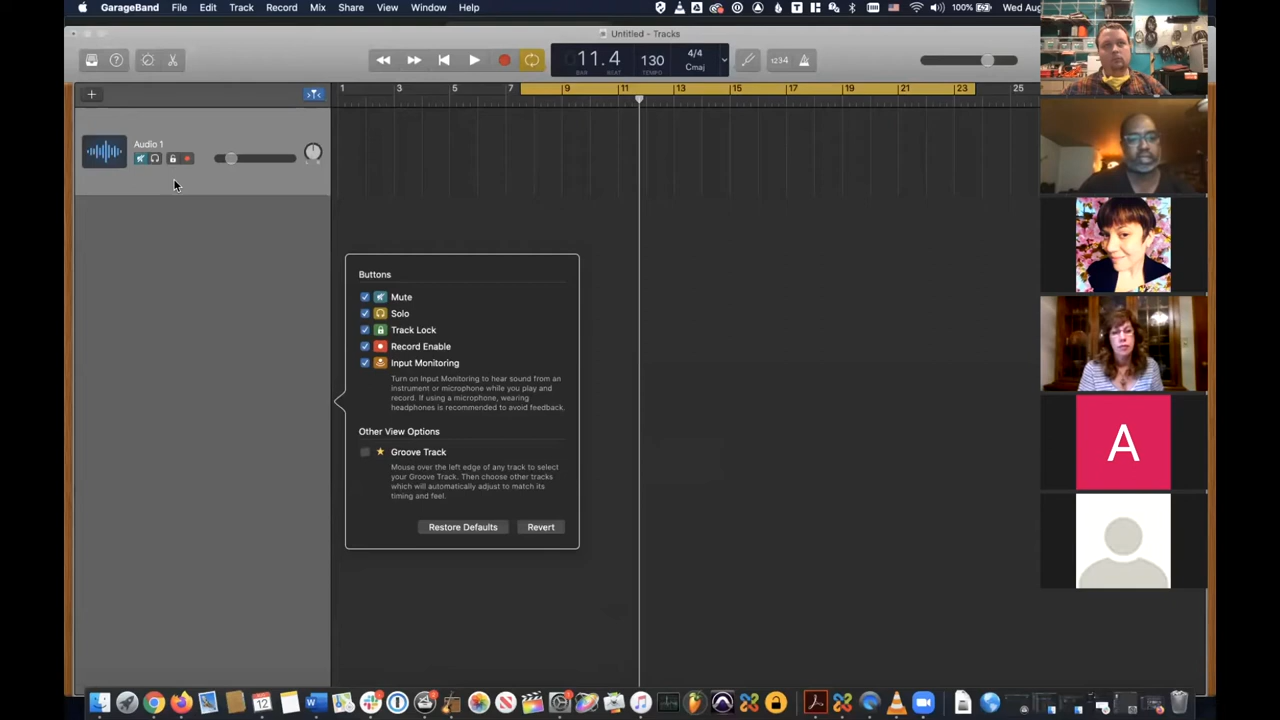 GarageBand File Edit Track Record Mix Share View Window Help
100%
Wed Aug
Untitled - Tracks
11.4 130 4/4
BAR BEAT TEMPO Cmaj
1234
1 3 5 7 9 11 13 15 17 19 21 23 25
Audio 1
Buttons
Mute
Solo
Track Lock
Record Enable
Input Monitoring
Turn on Input Monitoring to hear sound from an
instrument or microphone while you play and
record. If using a microphone, wearing
headphones is recommended to avoid feedback.
Other View Options
Groove Track
Mouse over the left edge of any track to select
your Groove Track. Then choose other tracks
which will automatically adjust to match its
timing and feel.
Restore Defaults Revert
A
12